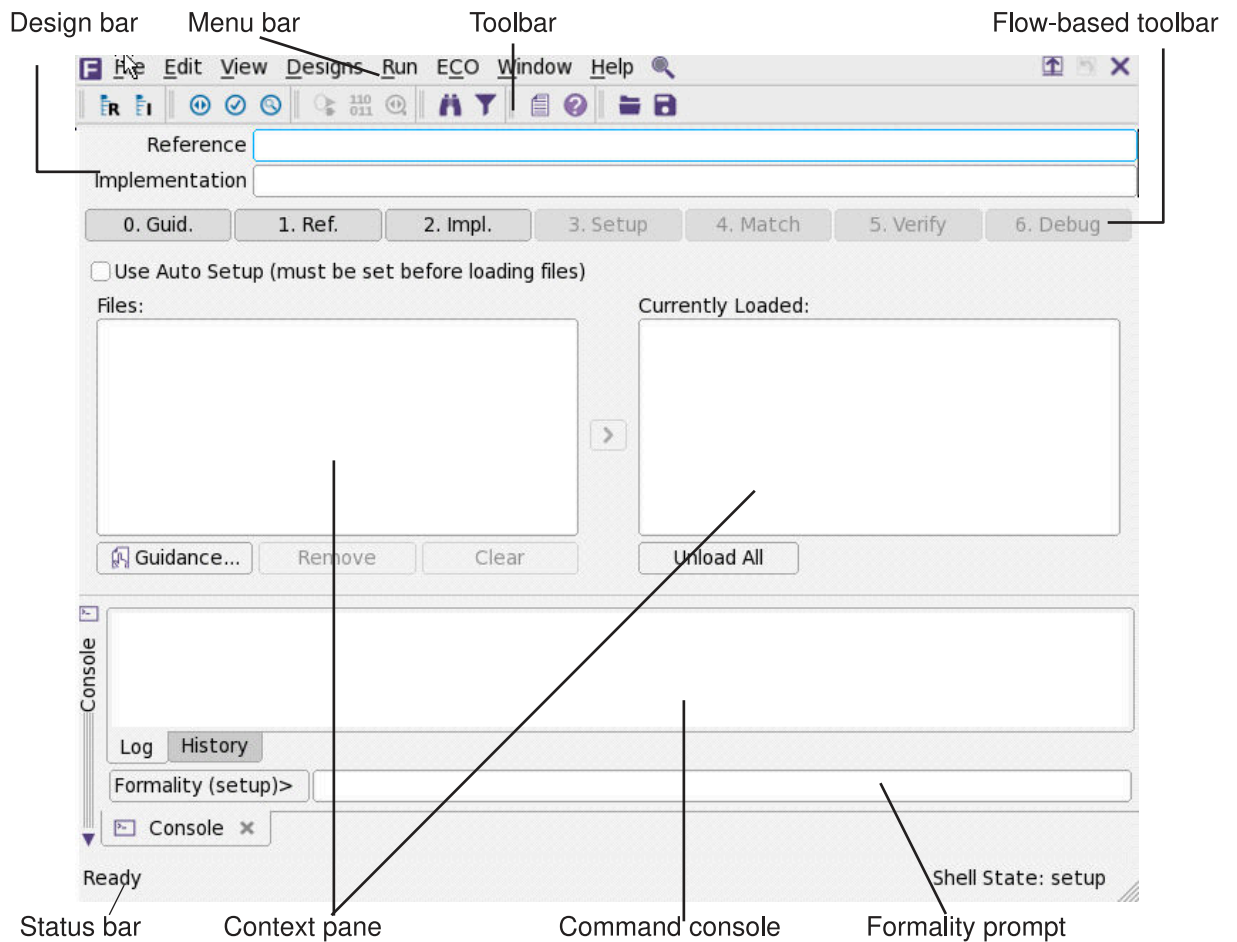 Design bar Menu bar Toolbar Flow-based toolbar
F File Edit View Designs Run ECO Window Help
R I 110 011 ?
Reference
Implementation
0. Guid. 1. Ref. 2. Impl. 3. Setup 4. Match 5. Verify 6. Debug
Use Auto Setup (must be set before loading files)
Files: Currently Loaded:
Guidance... Remove Clear Unload All
Console
Log History
Formality (setup)>
Console
Ready Shell State: setup
Status bar Context pane Command console Formality prompt